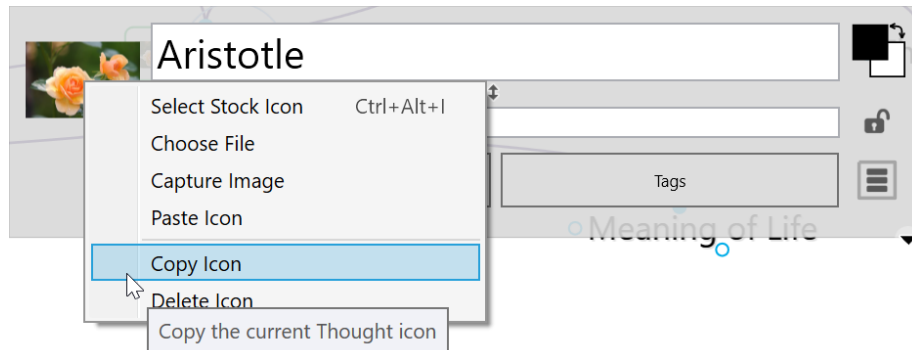 Aristotle
Select Stock Icon Ctrl+Alt+I
Choose File
Capture Image
Paste Icon
Tags
Meaning of Life
Copy Icon
Delete Icon
Copy the current Thought icon